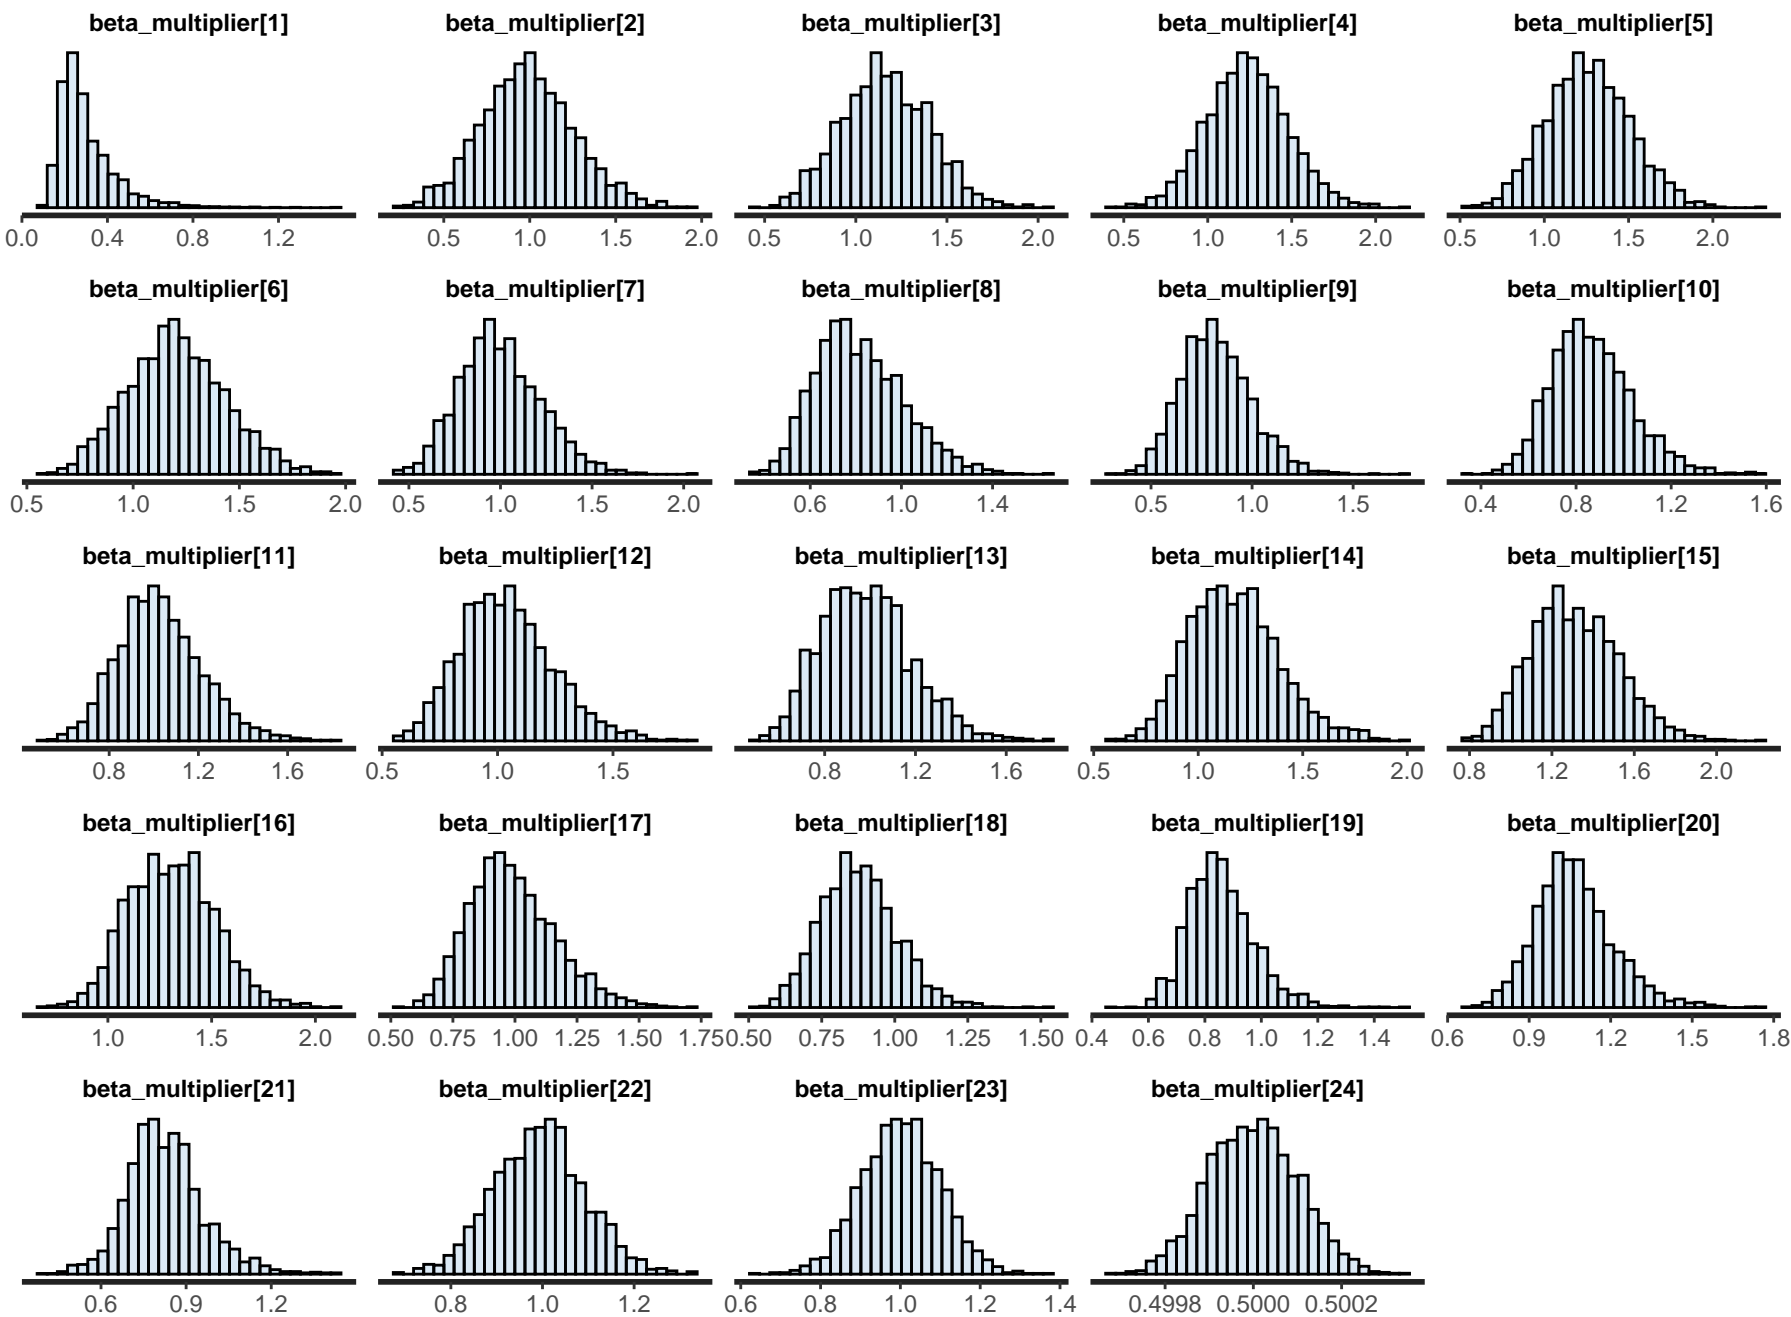 beta_multiplier[1] beta_multiplier[2] beta_multiplier[3] beta_multiplier[4] beta_multiplier[5]
0.0 0.4 0.8 1.2 0.5 1.0 1.5 2.0 0.5 1.0 1.5 2.0 0.5 1.0 1.5 2.0 0.5 1.0 1.5 2.0
beta_multiplier[6] beta_multiplier[7] beta_multiplier[8] beta_multiplier[9] beta_multiplier[10]
0.5 1.0 1.5 2.0 0.5 1.0 1.5 2.0 0.6 1.0 1.4 0.5 1.0 1.5 0.4 0.8 1.2 1.6
beta_multiplier[11] beta_multiplier[12] beta_multiplier[13] beta_multiplier[14] beta_multiplier[15]
0.8 1.2 1.6 0.5 1.0 1.5 0.8 1.2 1.6 0.5 1.0 1.5 2.0 0.8 1.2 1.6 2.0
beta_multiplier[16] beta_multiplier[17] beta_multiplier[18] beta_multiplier[19] beta_multiplier[20]
1.0 1.5 2.0 0.50 0.75 1.00 1.25 1.50 1.75 0.50 0.75 1.00 1.25 1.50 0.4 0.6 0.8 1.0 1.2 1.4 0.6 0.9 1.2 1.5 1.8
beta_multiplier[21] beta_multiplier[22] beta_multiplier[23] beta_multiplier[24]
0.6 0.9 1.2 0.8 1.0 1.2 0.6 0.8 1.0 1.2 1.4 0.4998 0.5000 0.5002